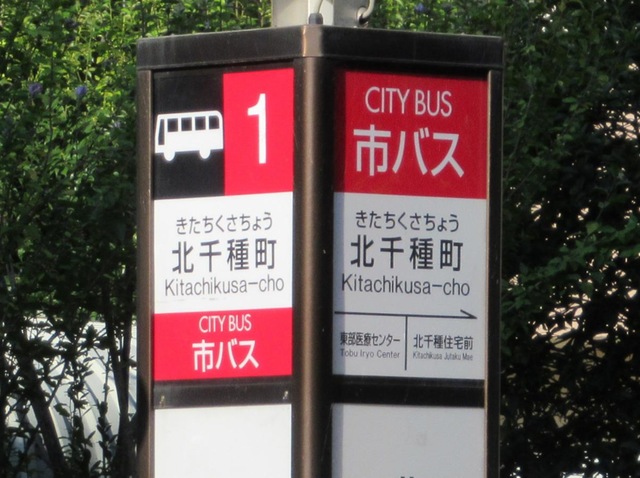 1
きたちくさちょう
北千種町
Kitachikusa-cho
CITY BUS
市バス
CITY BUS
市バス
きたちくさちょう
北千種町
Kitachikusa-cho
東部医療センター
Tobu Iryo Center
北千種住宅前
Kitachikusa Jutaku Mae